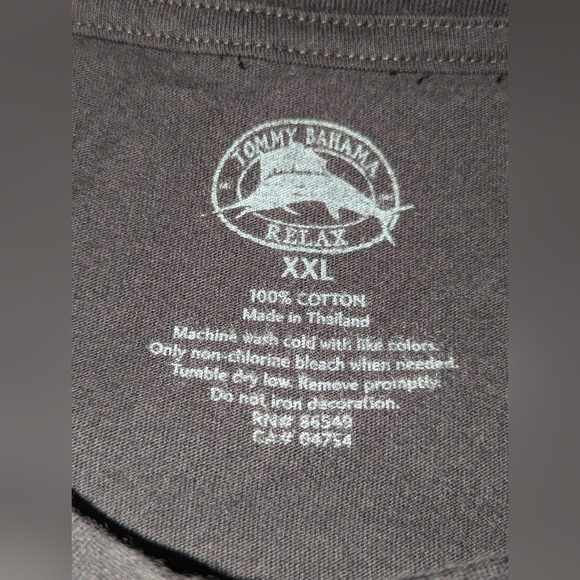 TOMMY BAHAMA
RELAX
XXL
100% COTTON
Made in Thailand
Machine wash cold with like colors.
Only non-chlorine bleach when needed.
Tumble dry low. Remove promptly.
Do not iron decoration.
RN# 86549
CA# 04754